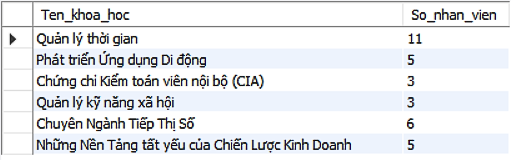 Ten_khoa_hoc So_nhan_vien
Quản lý thời gian 11
Phát triển Ứng dụng Di động 5
Chứng chỉ Kiểm toán viên nội bộ (CIA) 3
Quản lý kỹ năng xã hội 3
Chuyên Ngành Tiếp Thị Số 6
Những Nền Tảng tất yếu của Chiến Lược Kinh Doanh 5